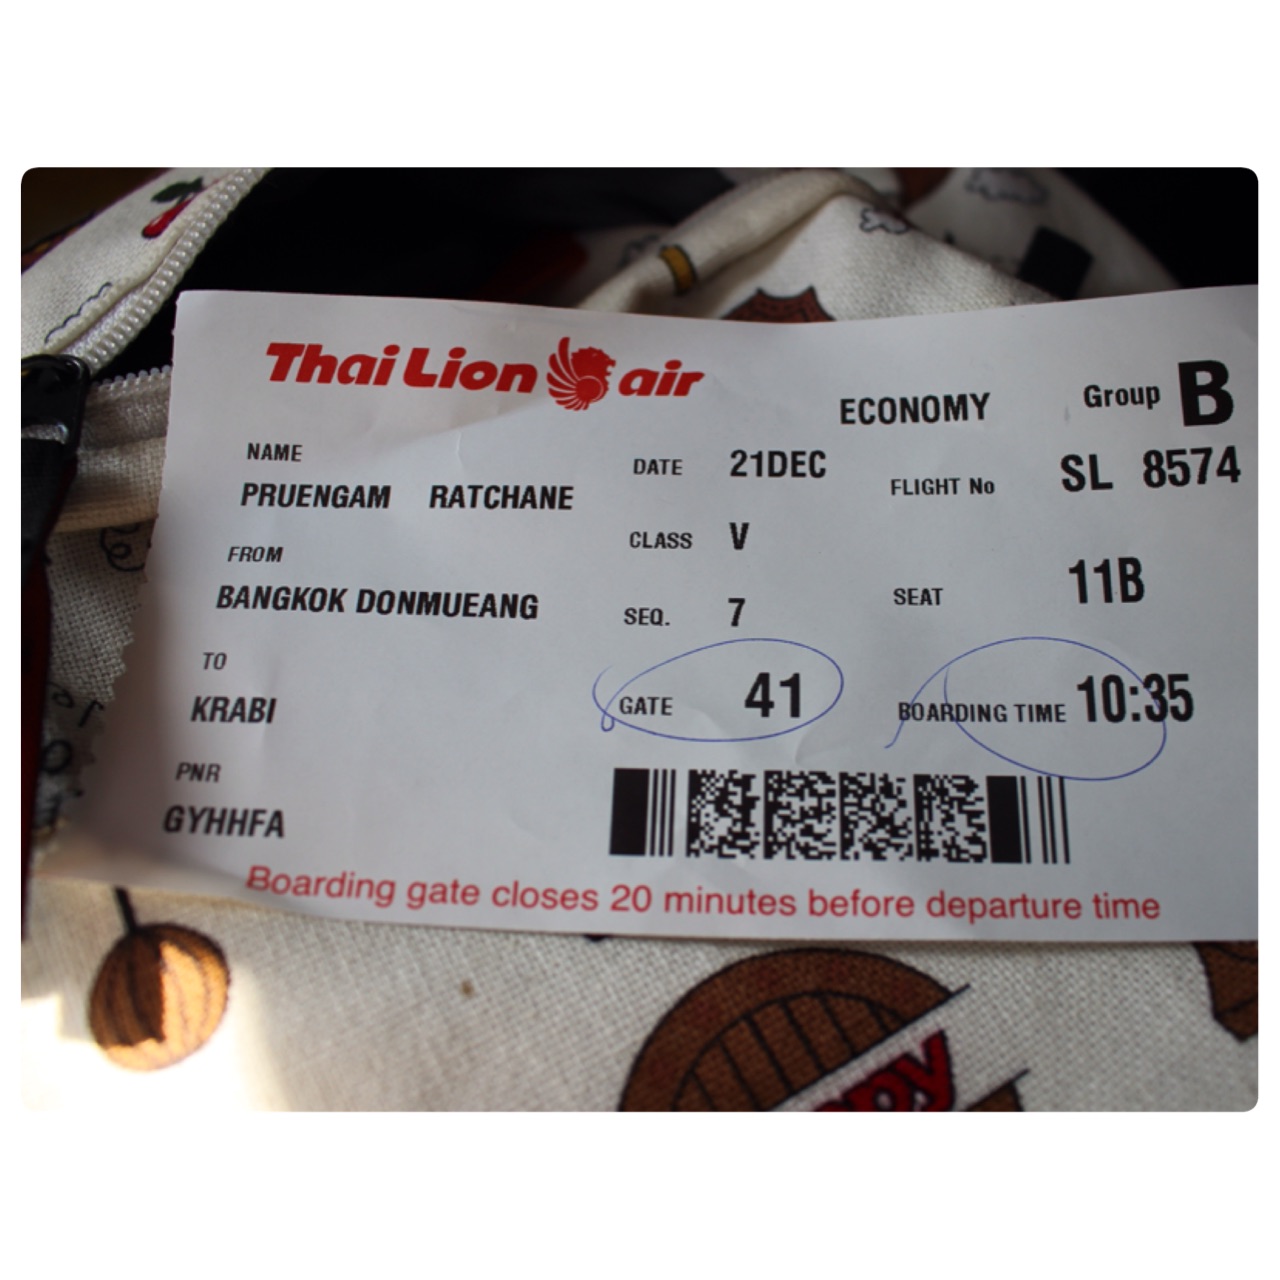 Thai Lion air
ECONOMY Group B
NAME
PRUENGAM RATCHANE
DATE 21DEC
FLIGHT No SL 8574
FROM
BANGKOK DONMUEANG
CLASS V
SEAT 11B
SEQ. 7
TO
KRABI
GATE 41
BOARDING TIME 10:35
PNR
GYHHFA
Boarding gate closes 20 minutes before departure time